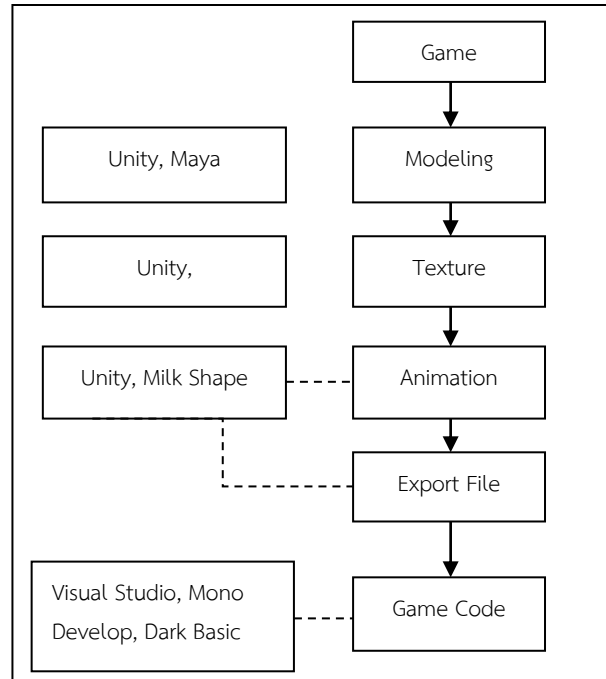 Game
Unity, Maya
Modeling
Unity,
Texture
Unity, Milk Shape
Animation
Export File
Visual Studio, Mono
Develop, Dark Basic
Game Code